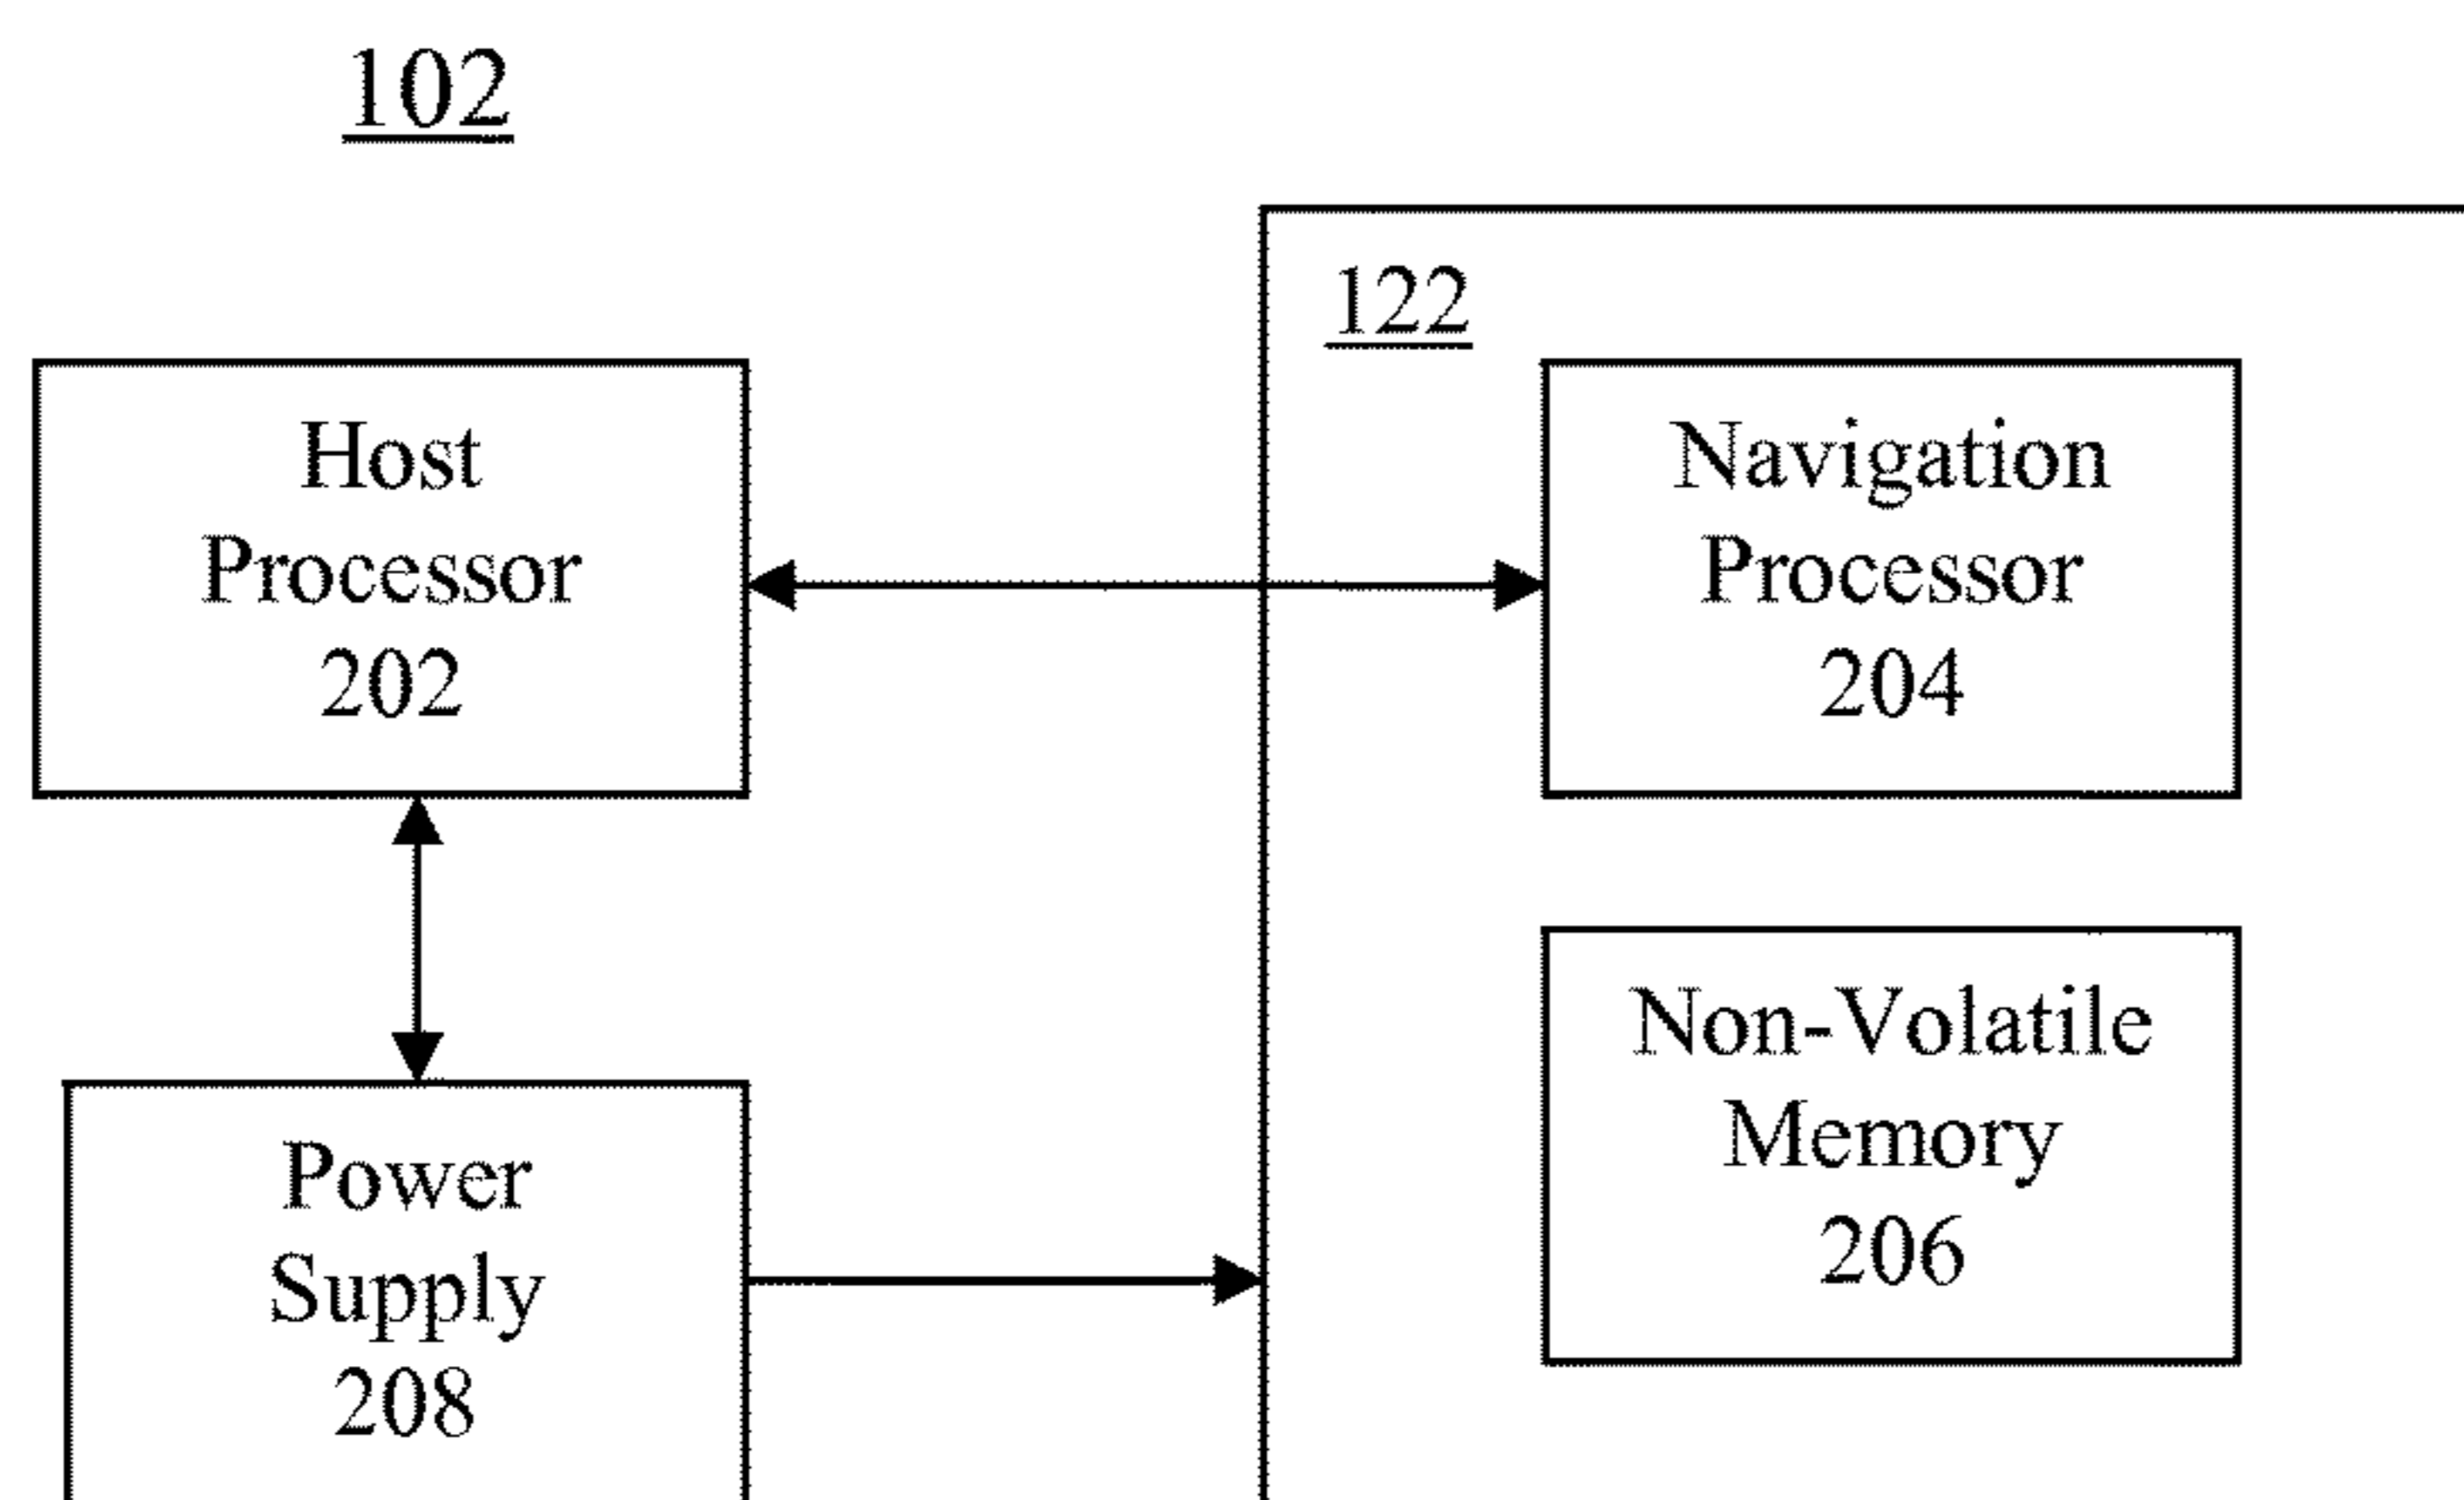 102
122
Host
Processor
202
Navigation
Processor
204
Non-Volatile
Memory
206
Power
Supply
208